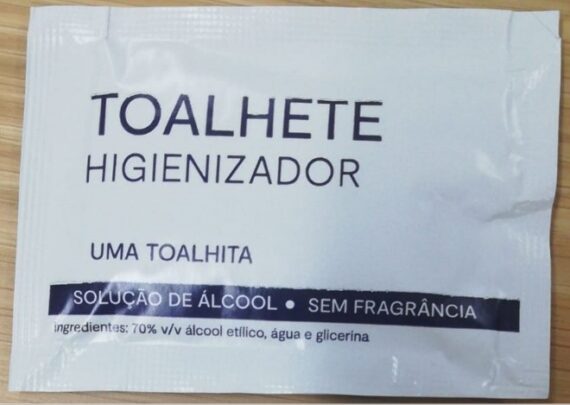 TOALHETE
HIGIENIZADOR
UMA TOALHITA
SOLUÇÃO DE ÁLCOOL • SEM FRAGRÂNCIA
Ingredientes: 70% v/v álcool etílico, água e glicerina